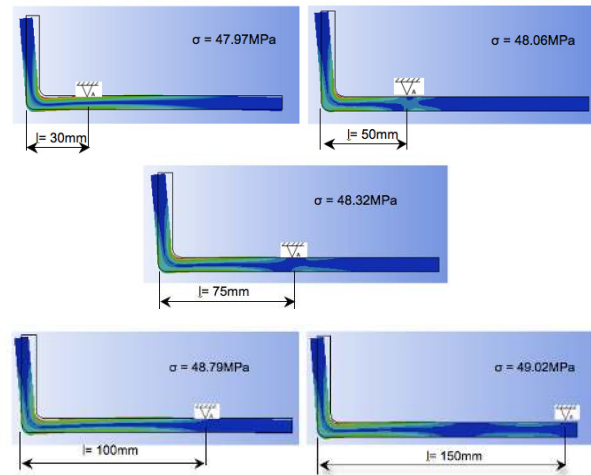 σ = 47.97MPa
A
l= 30mm
σ = 48.06MPa
A
l= 50mm
σ = 48.32MPa
A
l= 75mm
σ = 48.79MPa
A
l= 100mm
σ = 49.02MPa
A
l= 150mm